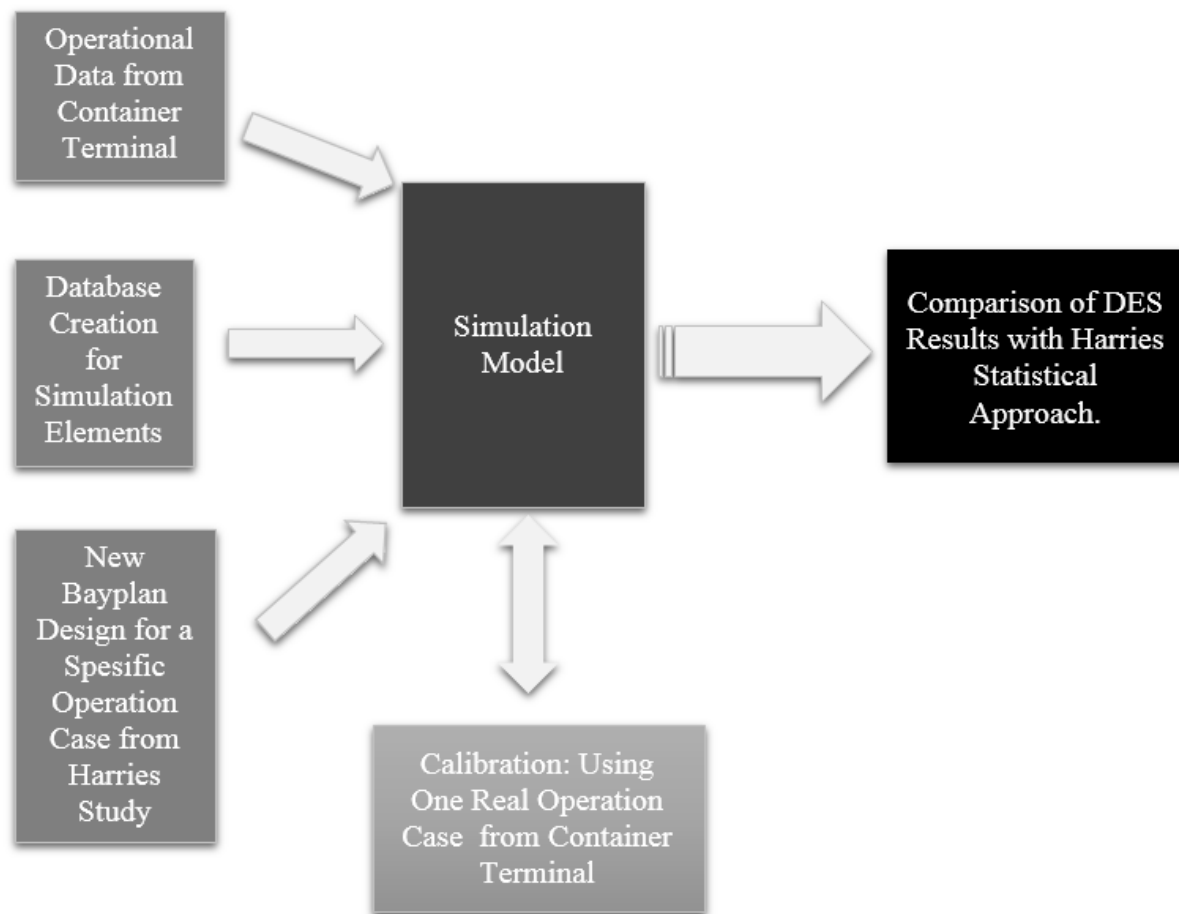 Operational
Data from
Container
Terminal
Database
Creation
for
Simulation
Elements
New
Bayplan
Design for a
Spesific
Operation
Case from
Harries
Study
Simulation
Model
Calibration: Using
One Real Operation
Case from Container
Terminal
Comparison of DES
Results with Harries
Statistical
Approach.